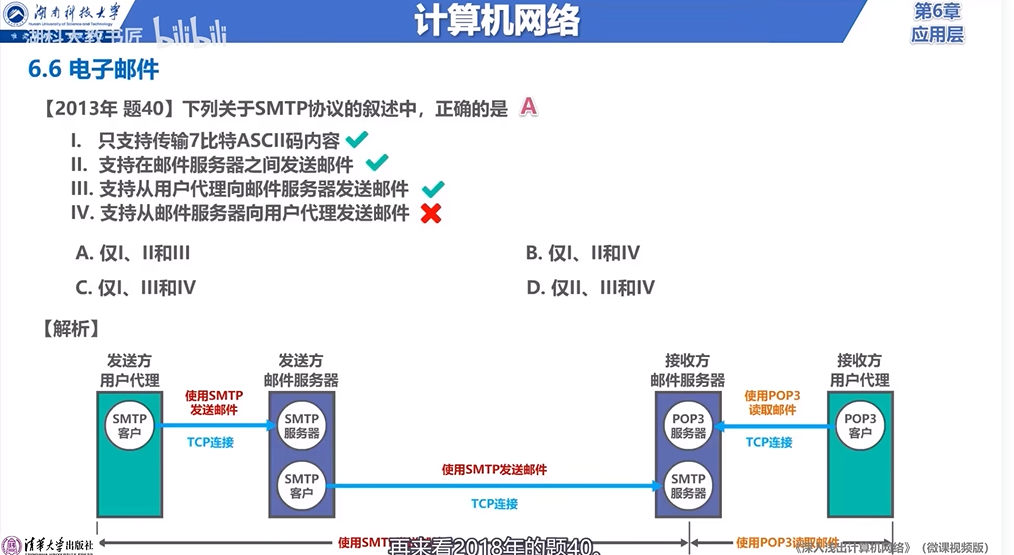 湖南科技大学
Hunan University of Science and Technology
计算机网络
第6章
应用层
湖科大教书匠 bilibili
6.6 电子邮件
【2013年 题40】下列关于SMTP协议的叙述中，正确的是 A
I. 只支持传输7比特ASCII码内容
II. 支持在邮件服务器之间发送邮件
III. 支持从用户代理向邮件服务器发送邮件
IV. 支持从邮件服务器向用户代理发送邮件
A. 仅I、II和III
B. 仅I、II和IV
C. 仅I、III和IV
D. 仅II、III和IV
【解析】
发送方
用户代理
发送方
邮件服务器
接收方
邮件服务器
接收方
用户代理
SMTP
客户
使用SMTP
发送邮件
TCP连接
SMTP
服务器
SMTP
客户
使用SMTP发送邮件
TCP连接
POP3
服务器
SMTP
服务器
使用POP3
读取邮件
TCP连接
POP3
客户
清华大学出版社
使用SMT
再来看2018年的题40。
使用POP3读取邮件
《深入浅出计算机网络》（微课视频版）